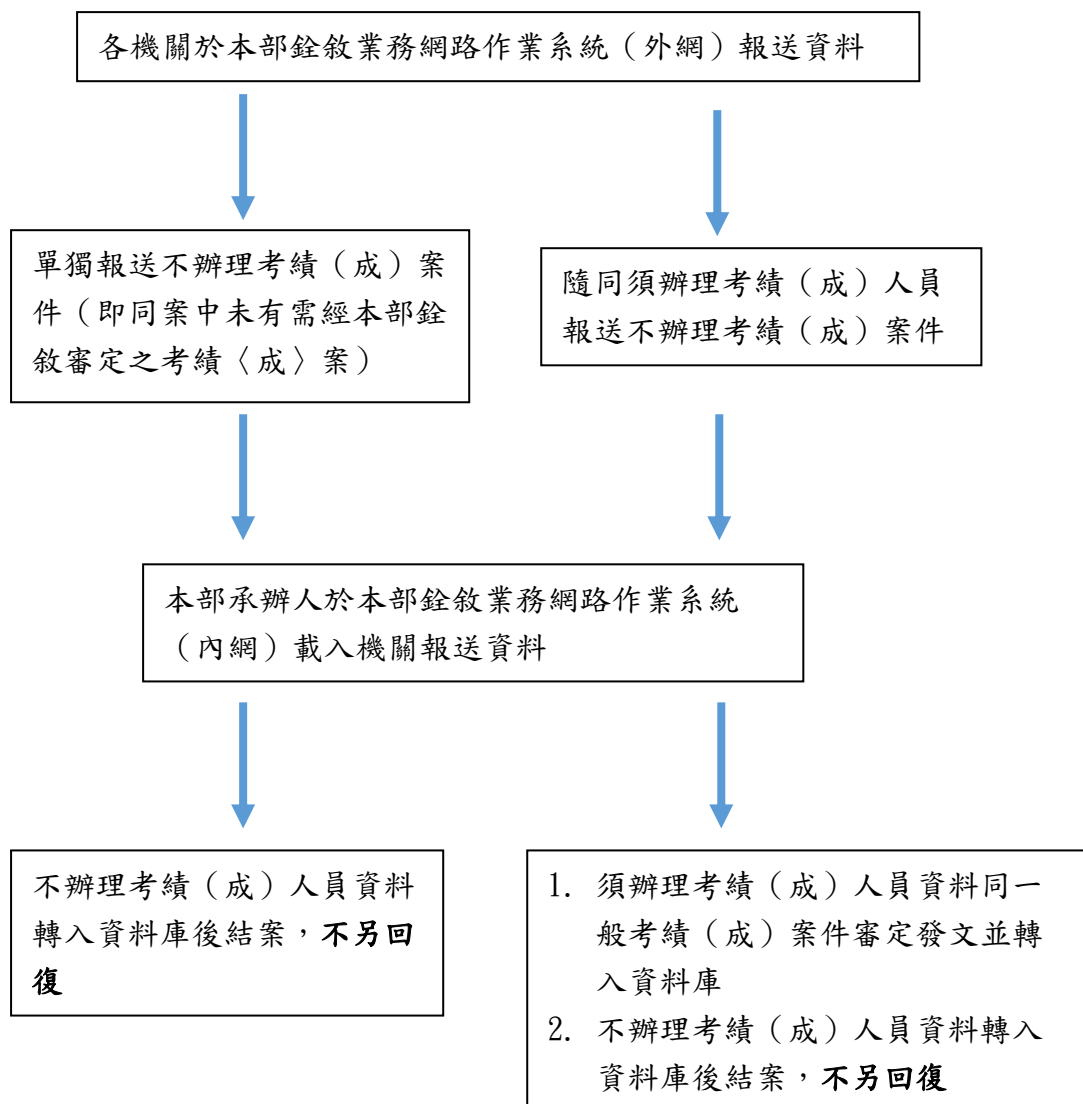 各機關於本部銓敘業務網路作業系統（外網）報送資料
單獨報送不辦理考績（成）案
件（即同案中未有需經本部銓
敘審定之考績〈成〉案）
隨同須辦理考績（成）人員
報送不辦理考績（成）案件
本部承辦人於本部銓敘業務網路作業系統
（內網）載入機關報送資料
不辦理考績（成）人員資料
轉入資料庫後結案，不另回
復
1. 須辦理考績（成）人員資料同一
般考績（成）案件審定發文並轉
入資料庫
2. 不辦理考績（成）人員資料轉入
資料庫後結案，不另回復